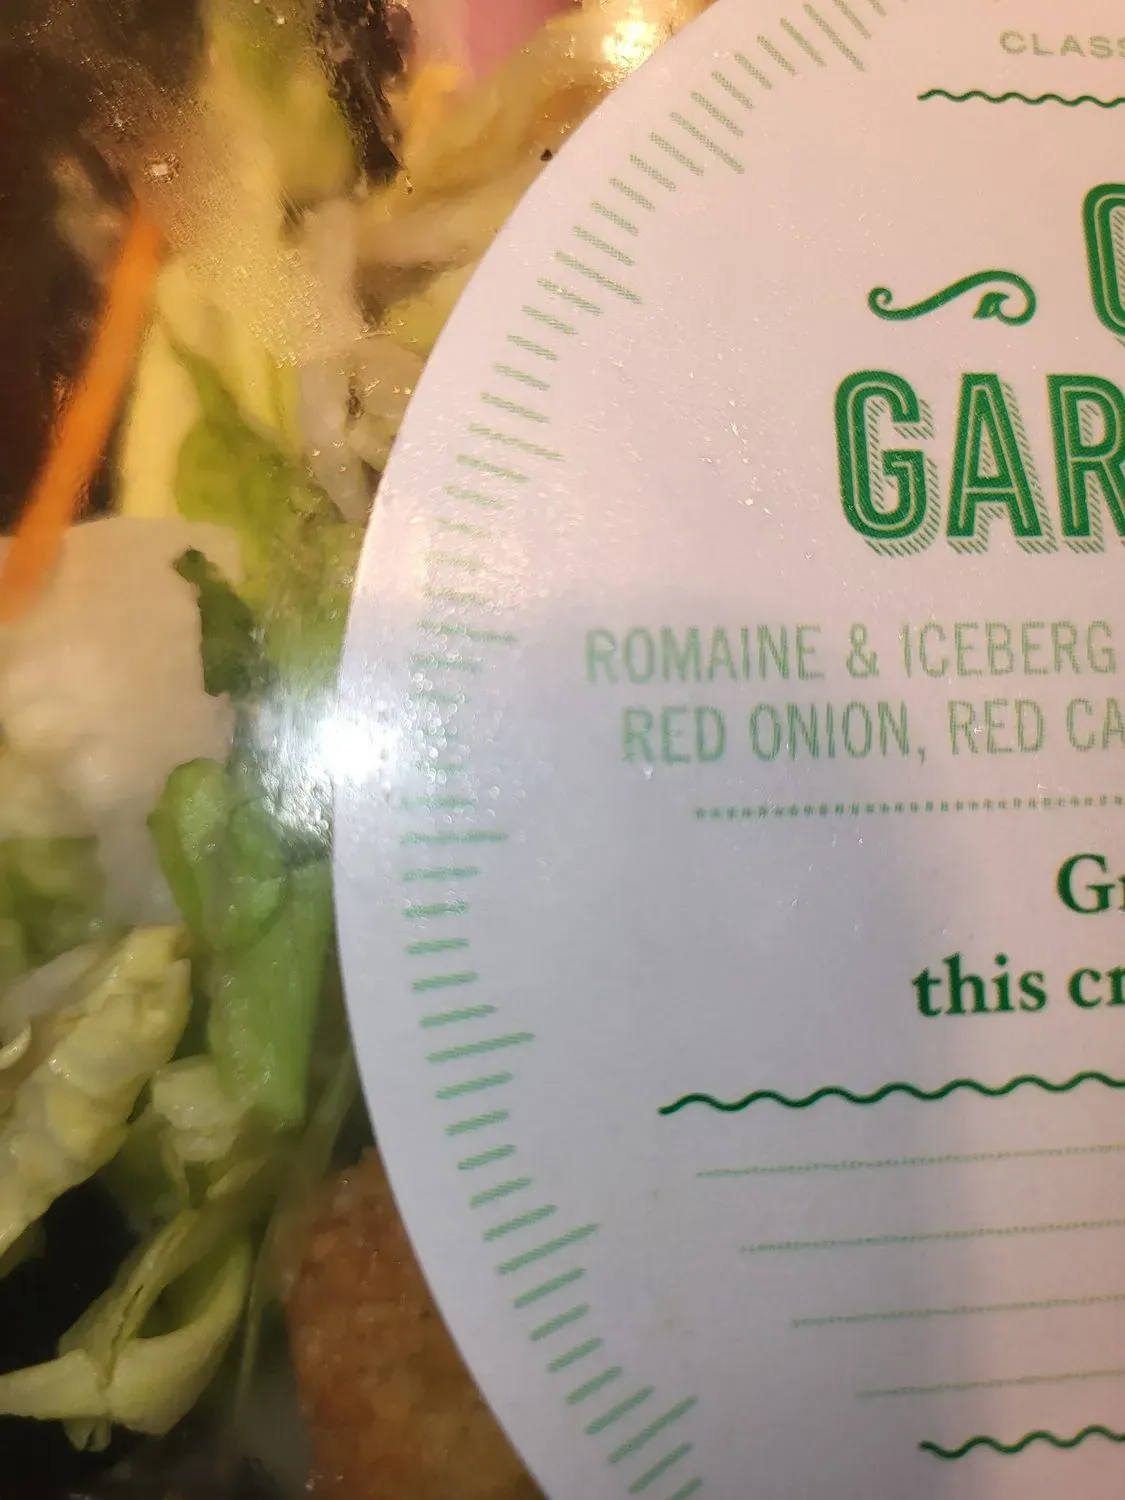 CLASS
GAR
ROMAINE & ICEBERG
RED ONION, RED CA
Gr
this cr